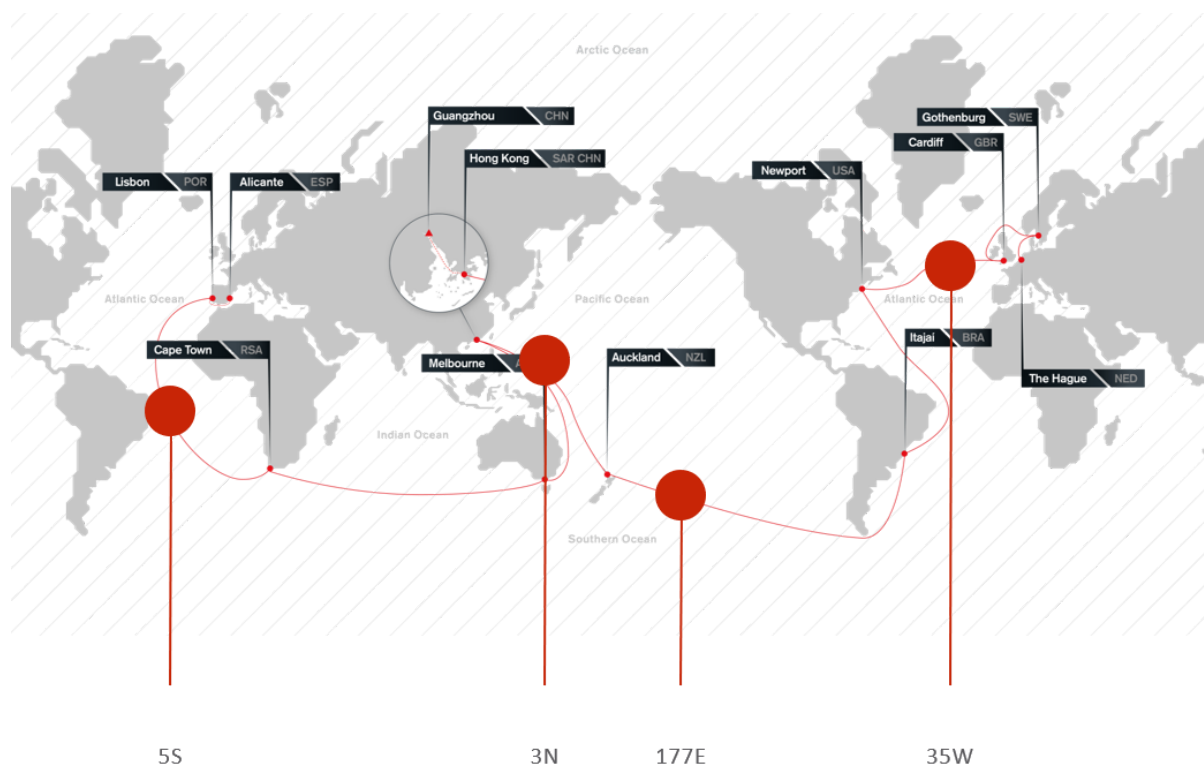 Arctic Ocean
Guangzhou CHN
Gothenburg SWE
Cardiff GBR
Hong Kong SAR CHN
Newport USA
Lisbon POR
Alicante ESP
Atlantic Ocean
Pacific Ocean
Atlantic Ocean
Itajai BRA
Cape Town RSA
Melbourne
Auckland NZL
The Hague NED
Indian Ocean
Southern Ocean
5S
3N
177E
35W